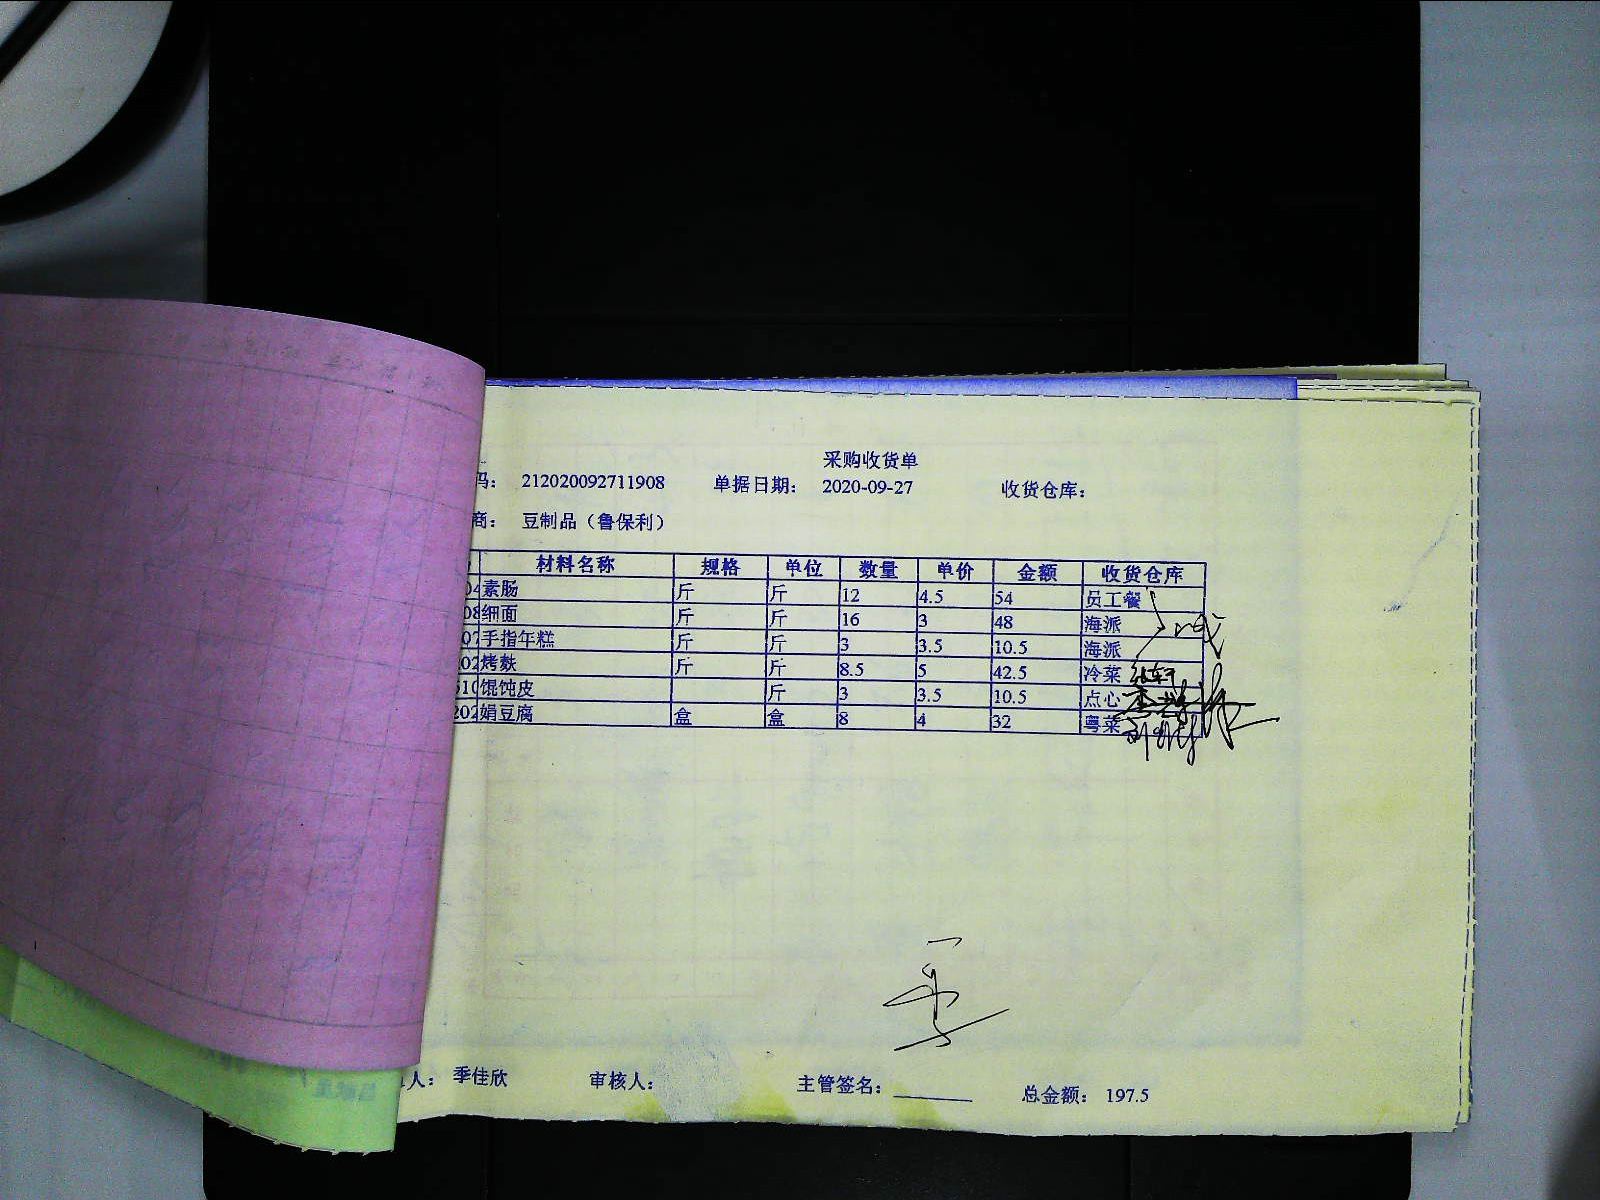 采购收货单
码： 212020092711908 单据日期： 2020-09-27 收货仓库：
商： 豆制品（鲁保利）
材料名称 规格 单位 数量 单价 金额 收货仓库
04 素肠 斤 斤 12 4.5 54 员工餐
08 细面 斤 斤 16 3 48 海派
07 手指年糕 斤 斤 3 3.5 10.5 海派
202 烤麸 斤 斤 8.5 5 42.5 冷菜
510 馄饨皮 斤 3 3.5 10.5 点心
202 娟豆腐 盒 盒 8 4 32 粤菜
人： 季佳欣 审核人： 主管签名： 总金额： 197.5